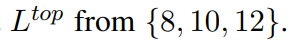 L^{top} from {8, 10, 12}.